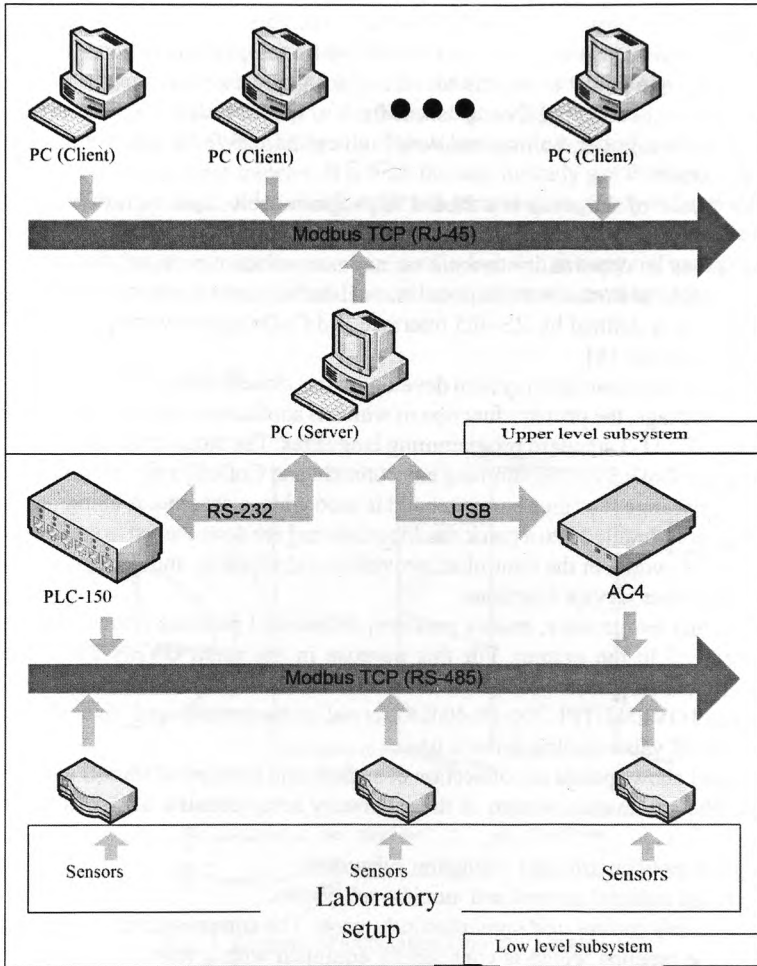 PC (Client)
PC (Client)
PC (Client)
Modbus TCP (RJ-45)
PC (Server)
Upper level subsystem
RS-232
USB
PLC-150
AC4
Modbus TCP (RS-485)
Sensors
Sensors
Sensors
Laboratory
setup
Low level subsystem